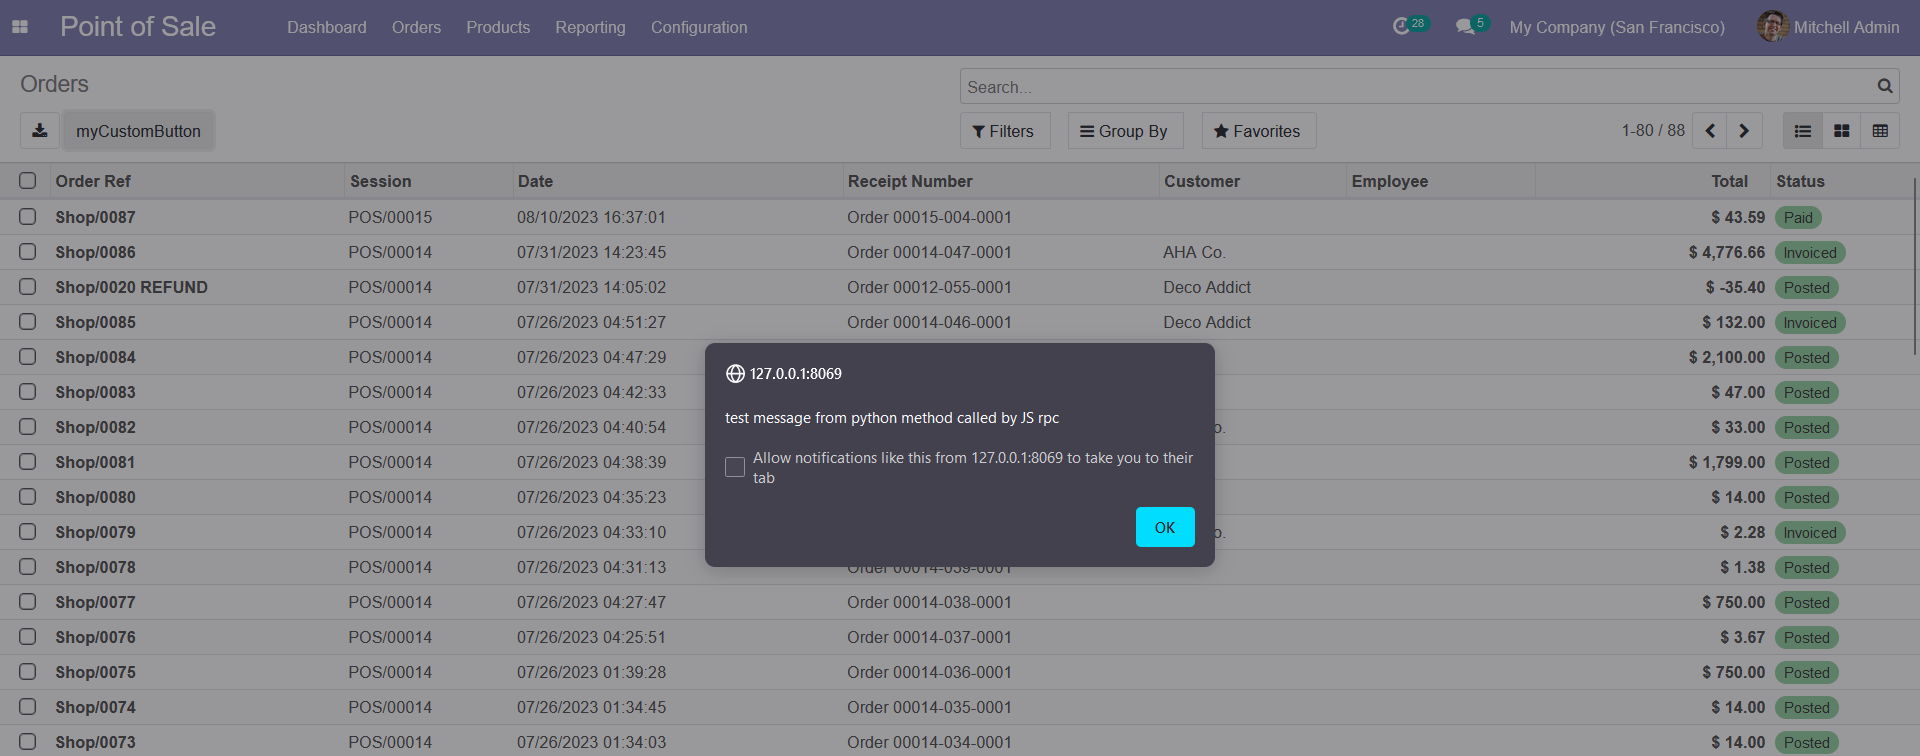 Point of Sale Dashboard Orders Products Reporting Configuration 28 5 My Company (San Francisco) Mitchell Admin
Orders Search...
myCustomButton Filters Group By Favorites 1-80 / 88
Order Ref Session Date Receipt Number Customer Employee Total Status
Shop/0087 POS/00015 08/10/2023 16:37:01 Order 00015-004-0001 $ 43.59 Paid
Shop/0086 POS/00014 07/31/2023 14:23:45 Order 00014-047-0001 AHA Co. $ 4,776.66 Invoiced
Shop/0020 REFUND POS/00014 07/31/2023 14:05:02 Order 00012-055-0001 Deco Addict $ -35.40 Posted
Shop/0085 POS/00014 07/26/2023 04:51:27 Order 00014-046-0001 Deco Addict $ 132.00 Invoiced
Shop/0084 POS/00014 07/26/2023 04:47:29 $ 2,100.00 Posted
Shop/0083 POS/00014 07/26/2023 04:42:33 $ 47.00 Posted
Shop/0082 POS/00014 07/26/2023 04:40:54 $ 33.00 Posted
Shop/0081 POS/00014 07/26/2023 04:38:39 $ 1,799.00 Posted
Shop/0080 POS/00014 07/26/2023 04:35:23 $ 14.00 Posted
Shop/0079 POS/00014 07/26/2023 04:33:10 $ 2.28 Invoiced
Shop/0078 POS/00014 07/26/2023 04:31:13 Order 00014-039-0001 $ 1.38 Posted
Shop/0077 POS/00014 07/26/2023 04:27:47 Order 00014-038-0001 $ 750.00 Posted
Shop/0076 POS/00014 07/26/2023 04:25:51 Order 00014-037-0001 $ 3.67 Posted
Shop/0075 POS/00014 07/26/2023 01:39:28 Order 00014-036-0001 $ 750.00 Posted
Shop/0074 POS/00014 07/26/2023 01:34:45 Order 00014-035-0001 $ 14.00 Posted
Shop/0073 POS/00014 07/26/2023 01:34:03 Order 00014-034-0001 $ 14.00 Posted
127.0.0.1:8069
test message from python method called by JS rpc
Allow notifications like this from 127.0.0.1:8069 to take you to their
tab
OK